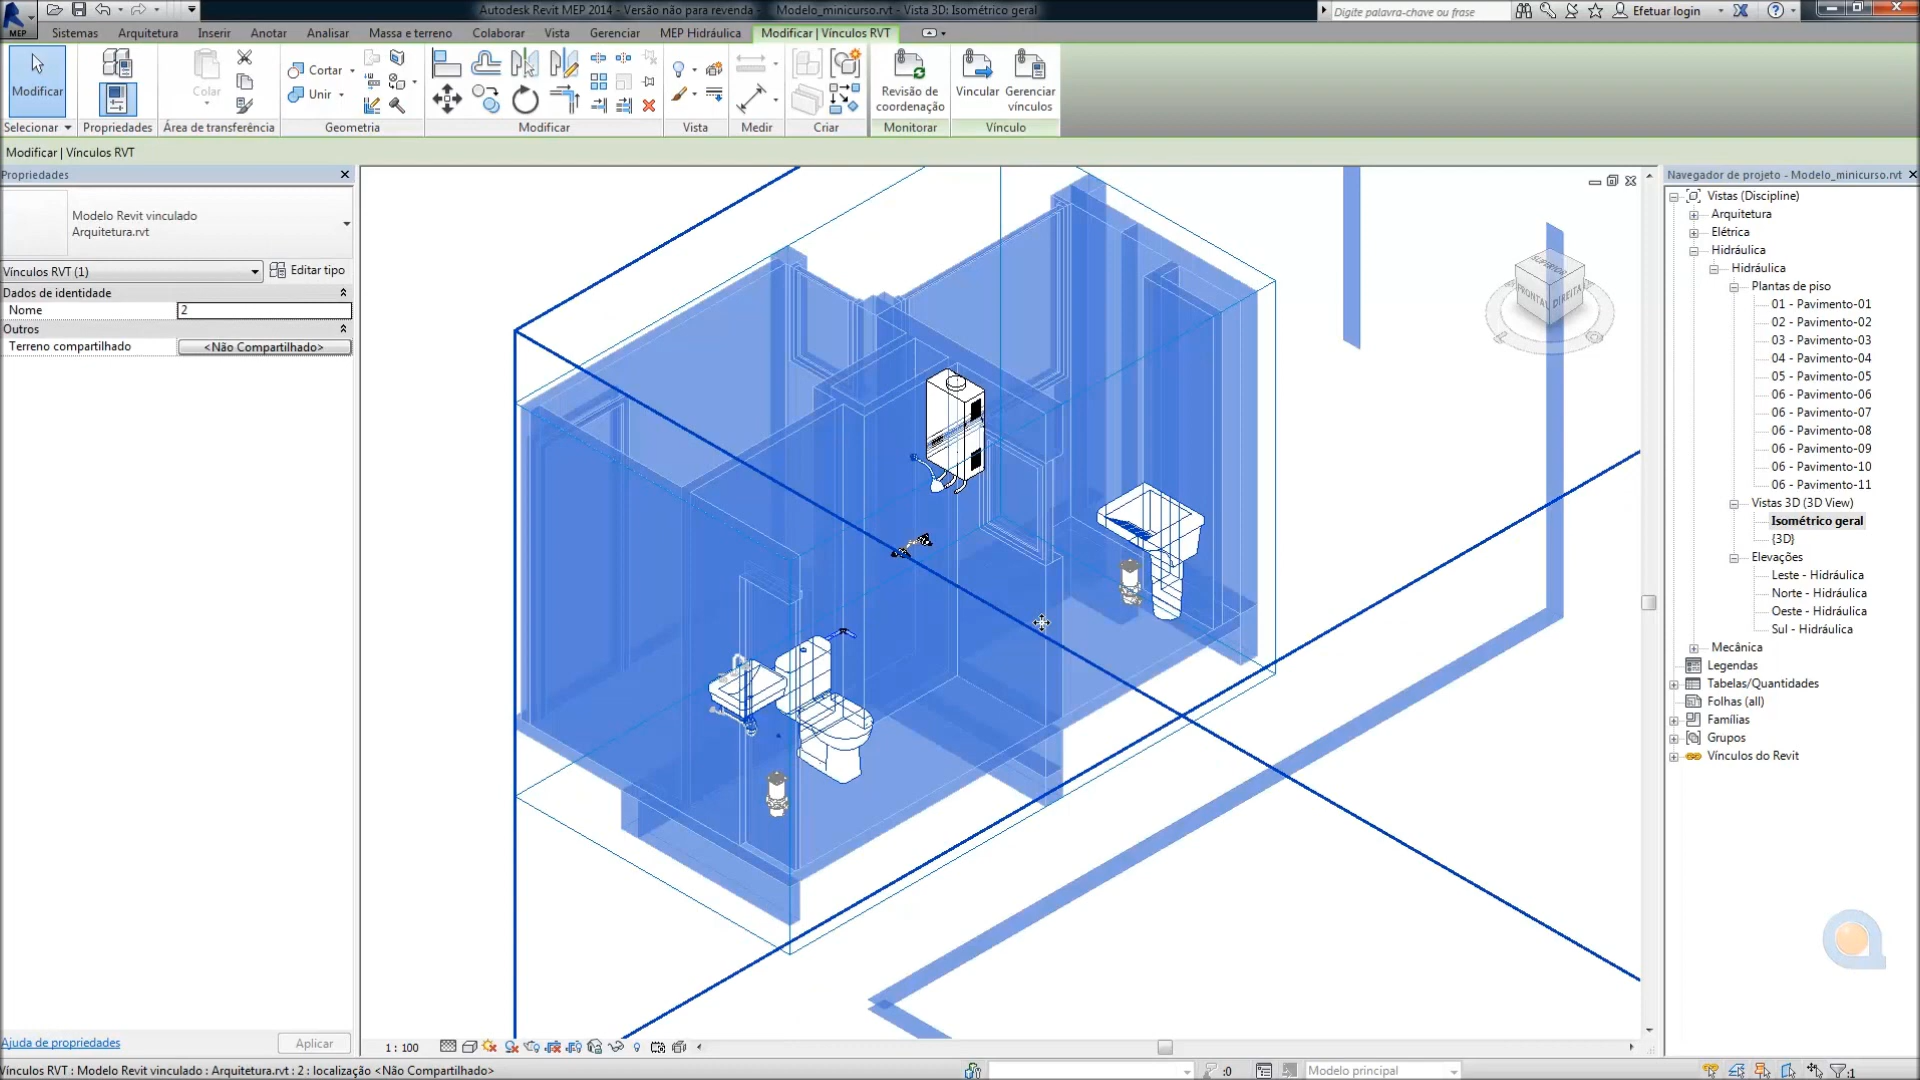 Autodesk Revit MEP 2014 - Versão não para revenda - Modelo_minicurso.rvt - Vista 3D: Isométrico geral
Digite palavra-chave ou frase
Efetuar login
MEP
Sistemas Arquitetura Inserir Anotar Analisar Massa e terreno Colaborar Vista Gerenciar MEP Hidráulica Modificar | Vínculos RVT
Modificar
Colar
Cortar
Unir
Revisão de coordenação
Vincular
Gerenciar vínculos
Selecionar Propriedades Área de transferência Geometria Modificar Vista Medir Criar Monitorar Vínculo
Modificar | Vínculos RVT
Propriedades
Modelo Revit vinculado
Arquitetura.rvt
Vínculos RVT (1)
Editar tipo
Dados de identidade
Nome 2
Outros
Terreno compartilhado <Não Compartilhado>
Ajuda de propriedades
Aplicar
SUPERIOR
FRONTAL
DIREITA
Navegador de projeto - Modelo_minicurso.rvt
Vistas (Discipline)
Arquitetura
Elétrica
Hidráulica
Hidráulica
Plantas de piso
01 - Pavimento-01
02 - Pavimento-02
03 - Pavimento-03
04 - Pavimento-04
05 - Pavimento-05
06 - Pavimento-06
06 - Pavimento-07
06 - Pavimento-08
06 - Pavimento-09
06 - Pavimento-10
06 - Pavimento-11
Vistas 3D (3D View)
Isométrico geral
{3D}
Elevações
Leste - Hidráulica
Norte - Hidráulica
Oeste - Hidráulica
Sul - Hidráulica
Mecânica
Legendas
Tabelas/Quantidades
Folhas (all)
Famílias
Grupos
Vínculos do Revit
1 : 100
Vínculos RVT : Modelo Revit vinculado : Arquitetura.rvt : 2 : localização <Não Compartilhado>
:0
Modelo principal
:1